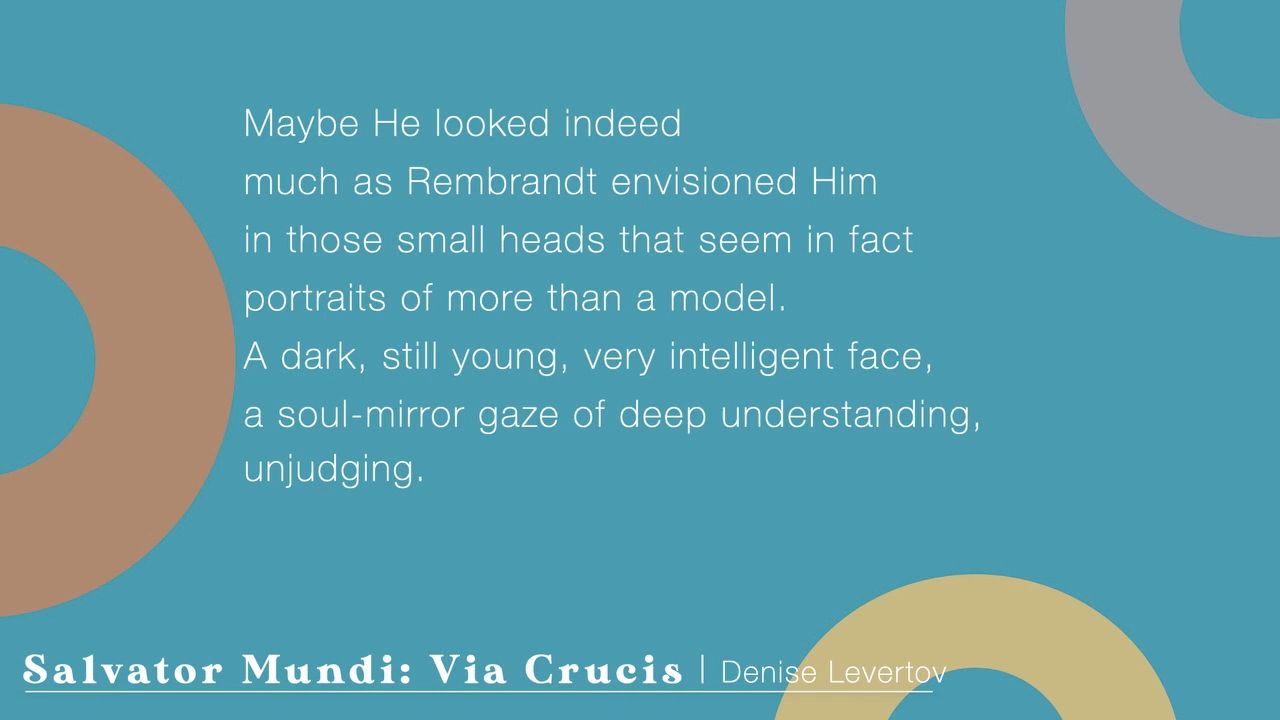 Maybe He looked indeed
much as Rembrandt envisioned Him
in those small heads that seem in fact
portraits of more than a model.
A dark, still young, very intelligent face,
a soul-mirror gaze of deep understanding,
unjudging.
Salvator Mundi: Via Crucis | Denise Levertov